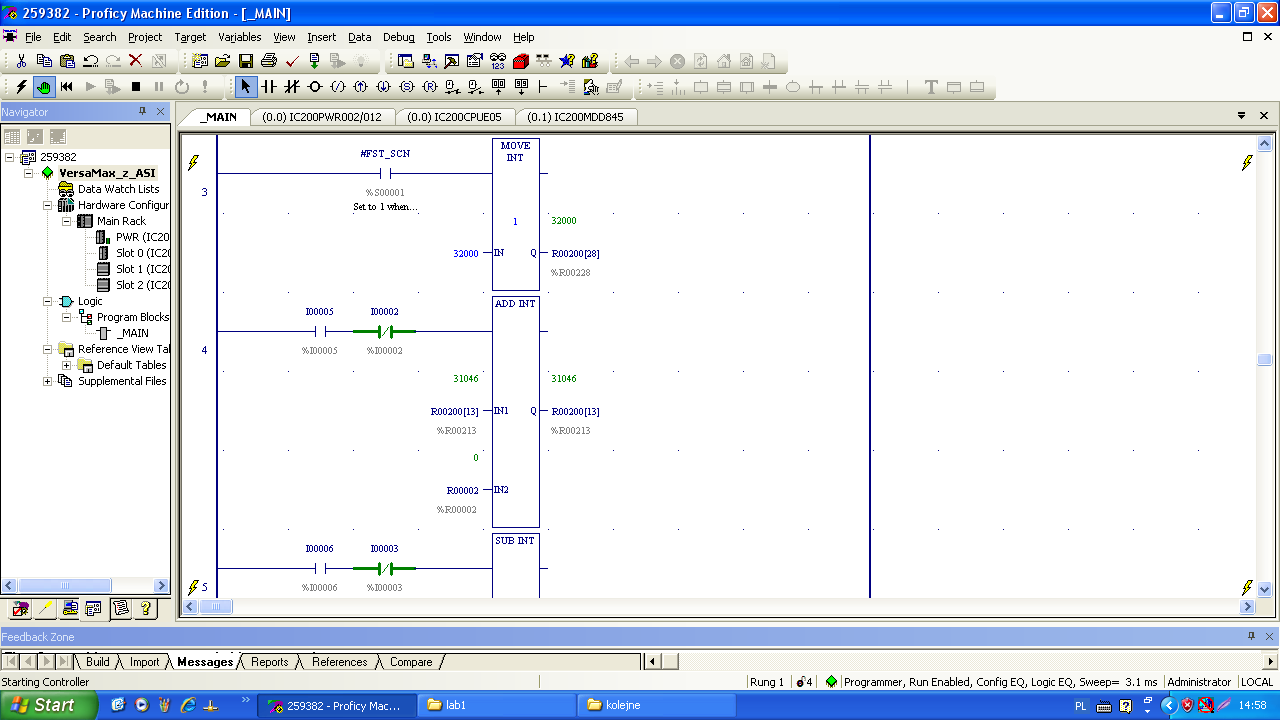 259382 - Proficy Machine Edition - [_MAIN]
File Edit Search Project Target Variables View Insert Data Debug Tools Window Help
Navigator
_MAIN (0.0) IC200PWR002/012 (0.0) IC200CPUE05 (0.1) IC200MDD845
259382
VersaMax_z_ASI
Data Watch Lists
Hardware Configur
Main Rack
PWR (IC20
Slot 0 (IC20
Slot 1 (IC20
Slot 2 (IC20
Logic
Program Blocks
_MAIN
Reference View Tal
Default Tables
Supplemental Files
3
#FST_SCN
%S00001
Set to 1 when...
MOVE
INT
1
32000
32000 IN Q R00200[28]
%R00228
4
I00005 I00002
%I00005 %I00002
ADD INT
31046 31046
R00200[13] IN1 Q R00200[13]
%R00213 %R00213
0
R00002 IN2
%R00002
5
I00006 I00003
%I00006 %I00003
SUB INT
Feedback Zone
Build Import Messages Reports References Compare
Starting Controller
Rung 1 4 Programmer, Run Enabled, Config EQ, Logic EQ, Sweep= 3.1 ms Administrator LOCAL
Start 259382 - Proficy Mac... lab1 kolejne PL 14:58